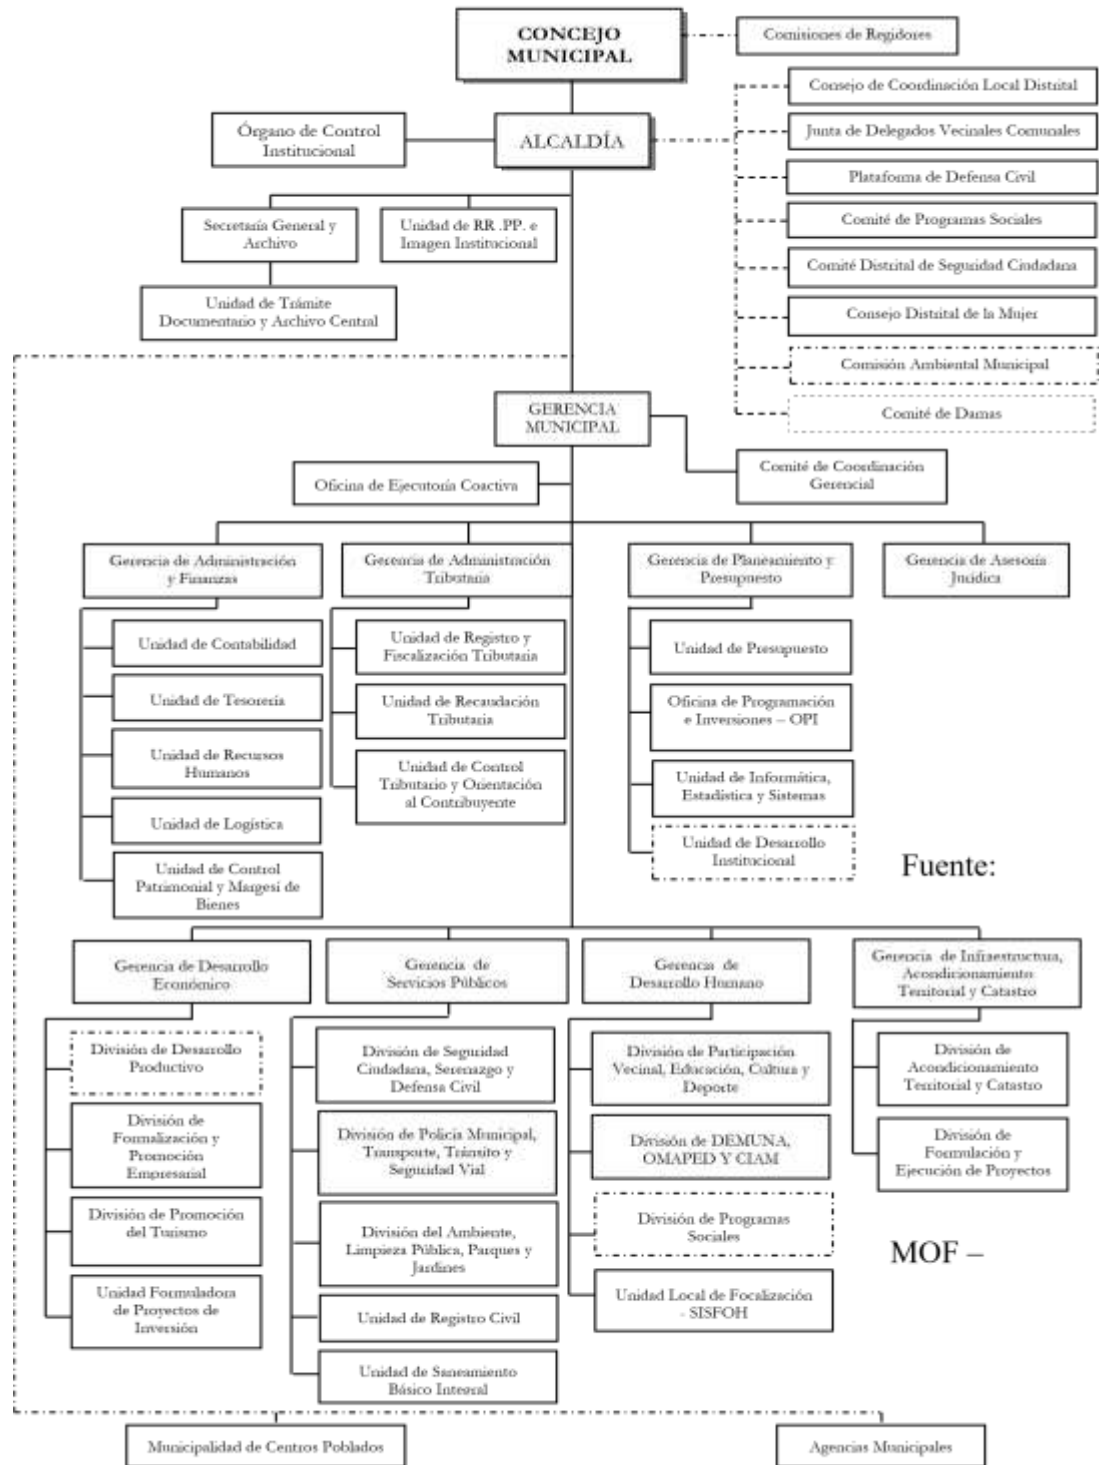 CONCEJO
MUNICIPAL
Comisiones de Regidores
Consejo de Coordinación Local Distrital
Órgano de Control
Institucional
ALCALDÍA
Junta de Delegados Vecinales Comunales
Plataforma de Defensa Civil
Secretaría General y
Archivo
Unidad de RR .PP. e
Imagen Institucional
Comité de Programas Sociales
Comité Distrital de Seguridad Ciudadana
Unidad de Trámite
Documentario y Archivo Central
Consejo Distrital de la Mujer
Comisión Ambiental Municipal
Comité de Damas
GERENCIA
MUNICIPAL
Oficina de Ejecutoría Coactiva
Comité de Coordinación
Gerencial
Gerencia de Administración
y Finanzas
Gerencia de Administración
Tributaria
Gerencia de Planeamiento y
Presupuesto
Gerencia de Asesoría
Jurídica
Unidad de Contabilidad
Unidad de Tesorería
Unidad de Recursos
Humanos
Unidad de Logística
Unidad de Control
Patrimonial y Margesi de
Bienes
Unidad de Registro y
Fiscalización Tributaria
Unidad de Recaudación
Tributaria
Unidad de Control
Tributario y Orientación
al Contribuyente
Unidad de Presupuesto
Oficina de Programación
e Inversiones – OPI
Unidad de Informática,
Estadística y Sistemas
Unidad de Desarrollo
Institucional
Fuente:
Gerencia de Desarrollo
Económico
Gerencia de
Servicios Públicos
Gerencia de
Desarrollo Humano
Gerencia de Infraestructura,
Acondicionamiento
Territorial y Catastro
División de Desarrollo
Productivo
División de
Formalización y
Promoción
Empresarial
División de Promoción
del Turismo
Unidad Formuladora
de Proyectos de
Inversión
División de Seguridad
Ciudadana, Serenazgo y
Defensa Civil
División de Policía Municipal,
Transporte, Tránsito y
Seguridad Vial
División del Ambiente,
Limpieza Pública, Parques y
Jardines
Unidad de Registro Civil
Unidad de Saneamiento
Básico Integral
División de Participación
Vecinal, Educación, Cultura y
Deporte
División de DEMUNA,
OMAPED Y CIAM
División de Programas
Sociales
Unidad Local de Focalización
- SISFOH
División de
Acondicionamiento
Territorial y Catastro
División de
Formulación y
Ejecución de Proyectos
MOF –
Municipalidad de Centros Poblados
Agencias Municipales